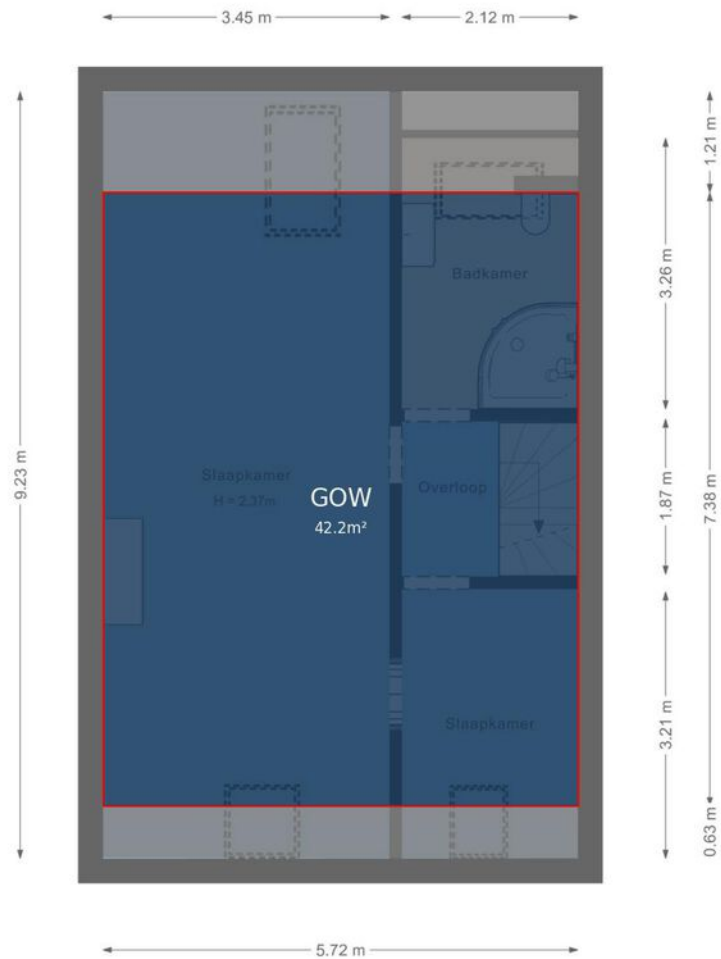 3.45 m
2.12 m
1.21 m
3.26 m
Badkamer
9.23 m
Slaapkamer
H = 2.37m
GOW
42.2m²
Overloop
1.87 m
7.38 m
3.21 m
Slaapkamer
0.63 m
5.72 m